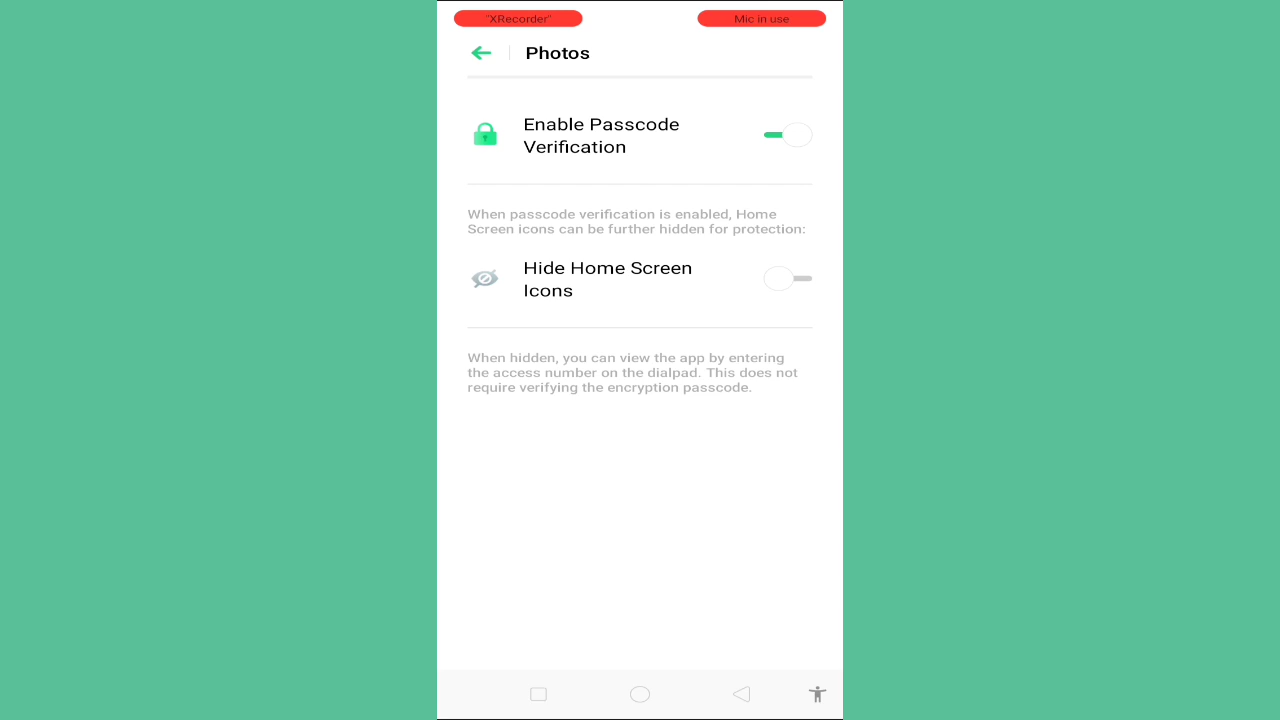 "XRecorder"
Mic in use
Photos
Enable Passcode
Verification
When passcode verification is enabled, Home
Screen icons can be further hidden for protection:
Hide Home Screen
Icons
When hidden, you can view the app by entering
the access number on the dialpad. This does not
require verifying the encryption passcode.